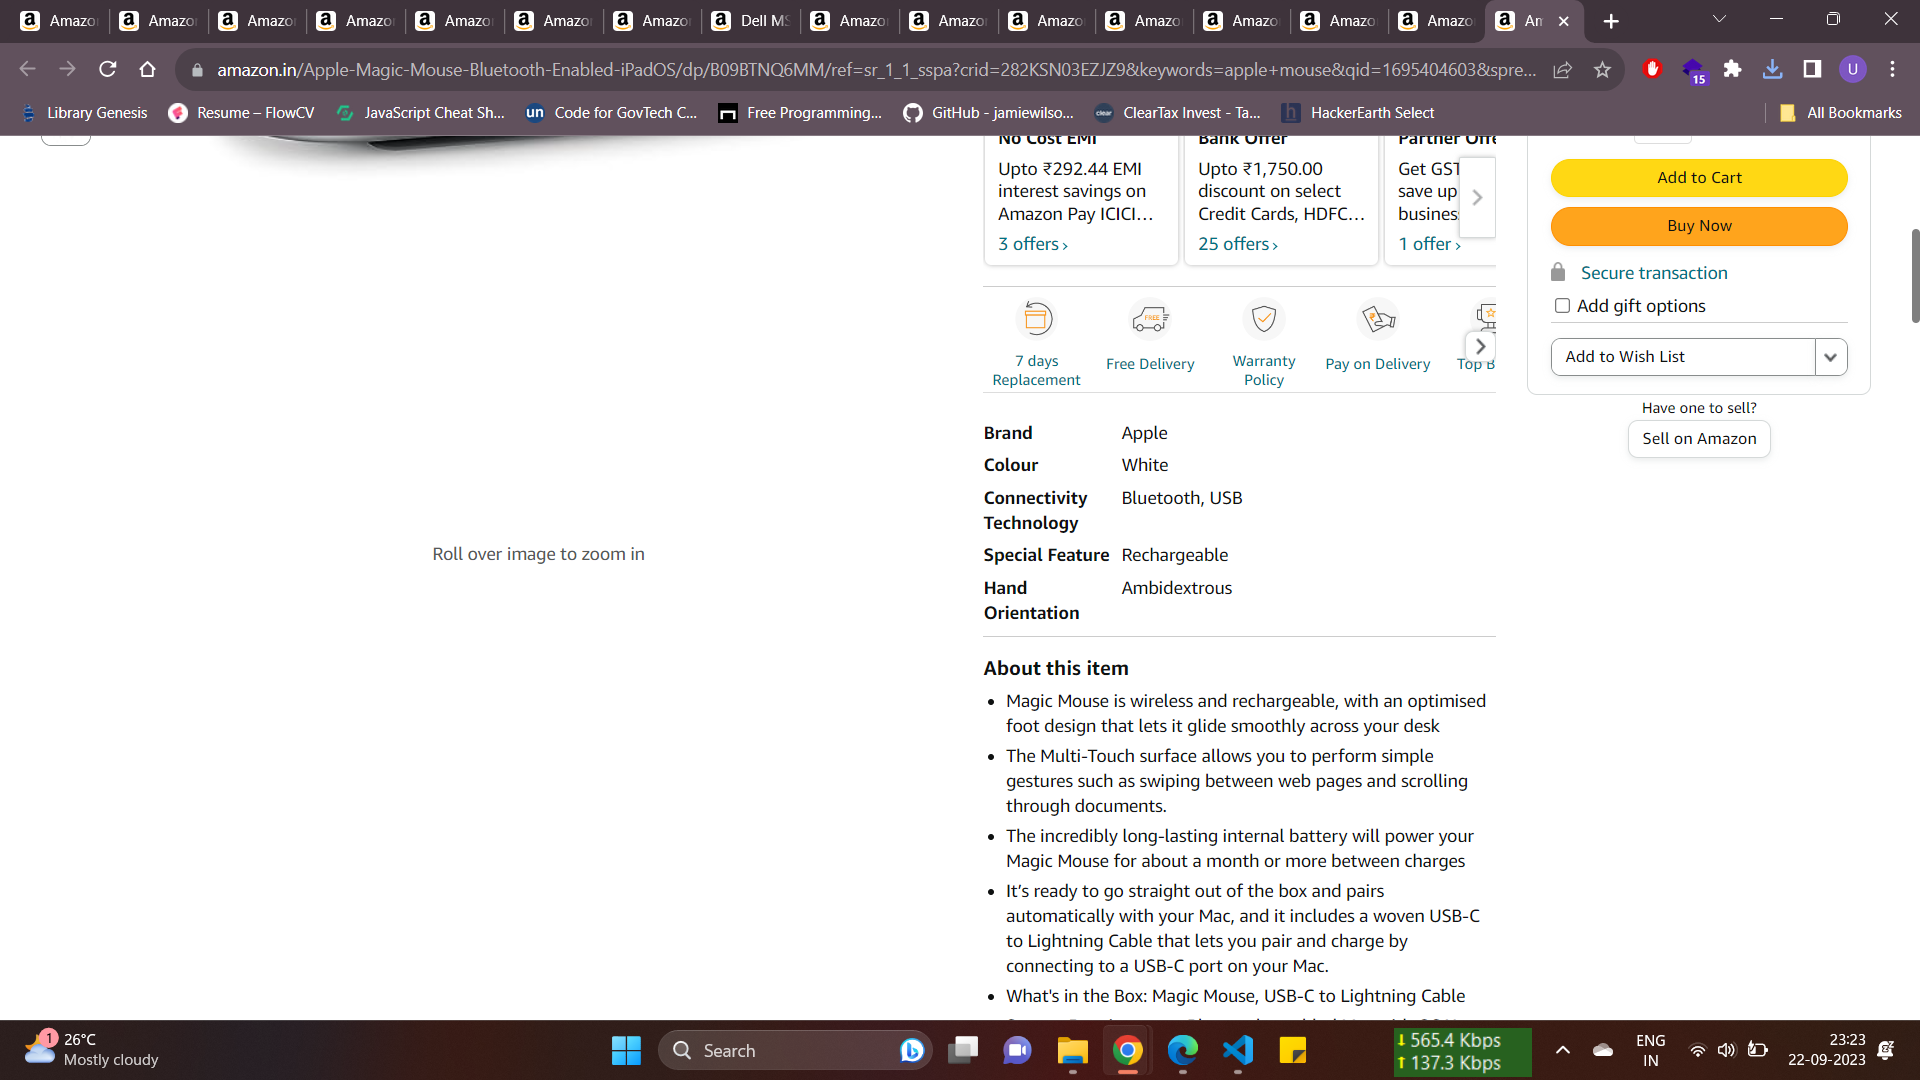 Amazo
Amazo
Amazo
Amazo
Amazo
Amazo
Amazo
Dell MS
Amazo
Amazo
Amazo
Amazo
Amazo
Amazo
Amazo
Am
amazon.in/Apple-Magic-Mouse-Bluetooth-Enabled-iPadOS/dp/B09BTNQ6MM/ref=sr_1_1_sspa?crid=282KSN03EZJZ9&keywords=apple+mouse&qid=1695404603&spre...
15
U
Library Genesis
Resume – FlowCV
JavaScript Cheat Sh...
un
Code for GovTech C...
Free Programming...
GitHub - jamiewilso...
clear
ClearTax Invest - Ta...
h
HackerEarth Select
All Bookmarks
No Cost EMI
Upto ₹292.44 EMI
interest savings on
Amazon Pay ICICI…
3 offers ›
Bank Offer
Upto ₹1,750.00
discount on select
Credit Cards, HDFC…
25 offers ›
Partner Offe
Get GST
save up
busines
1 offer ›
Add to Cart
Buy Now
Secure transaction
Add gift options
Add to Wish List
Have one to sell?
Sell on Amazon
7 days
Replacement
FREE
Free Delivery
Warranty
Policy
Pay on Delivery
Top B
Brand Apple
Colour White
Connectivity Bluetooth, USB
Technology
Special Feature Rechargeable
Hand Ambidextrous
Orientation
Roll over image to zoom in
About this item
• Magic Mouse is wireless and rechargeable, with an optimised
foot design that lets it glide smoothly across your desk
• The Multi-Touch surface allows you to perform simple
gestures such as swiping between web pages and scrolling
through documents.
• The incredibly long-lasting internal battery will power your
Magic Mouse for about a month or more between charges
• It’s ready to go straight out of the box and pairs
automatically with your Mac, and it includes a woven USB-C
to Lightning Cable that lets you pair and charge by
connecting to a USB-C port on your Mac.
• What's in the Box: Magic Mouse, USB-C to Lightning Cable
1
26°C
Mostly cloudy
Search
565.4 Kbps
137.3 Kbps
ENG
IN
23:23
22-09-2023